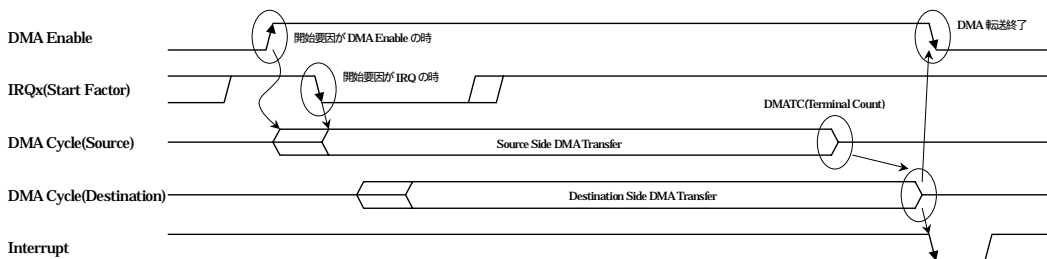 DMA Enable
開始要因が DMA Enable の時
DMA 転送終了
IRQx(Start Factor)
開始要因が IRQ の時
DMATC(Terminal Count)
DMA Cycle(Source)
Source Side DMA Transfer
DMA Cycle(Destination)
Destination Side DMA Transfer
Interrupt